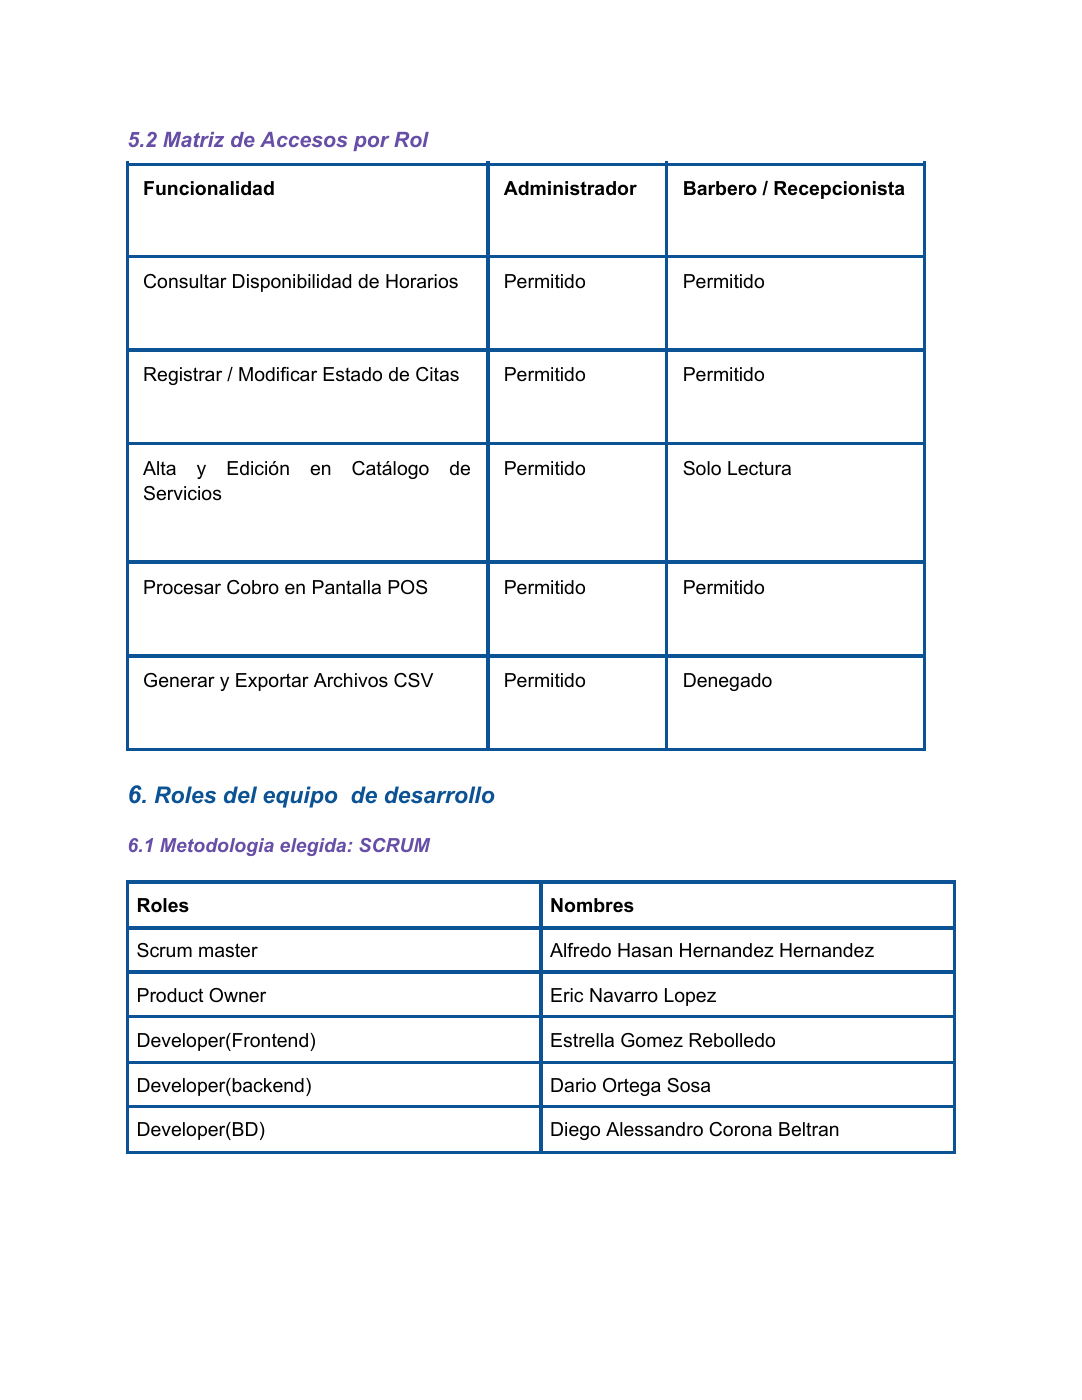 5.2 Matriz de Accesos por Rol
Funcionalidad Administrador Barbero / Recepcionista
Consultar Disponibilidad de Horarios Permitido Permitido
Registrar / Modificar Estado de Citas Permitido Permitido
Alta y Edición en Catálogo de Permitido Solo Lectura
Servicios
Procesar Cobro en Pantalla POS Permitido Permitido
Generar y Exportar Archivos CSV Permitido Denegado
6. Roles del equipo  de desarrollo
6.1 Metodologia elegida: SCRUM
Roles Nombres
Scrum master Alfredo Hasan Hernandez Hernandez
Product Owner Eric Navarro Lopez
Developer(Frontend) Estrella Gomez Rebolledo
Developer(backend) Dario Ortega Sosa
Developer(BD) Diego Alessandro Corona Beltran